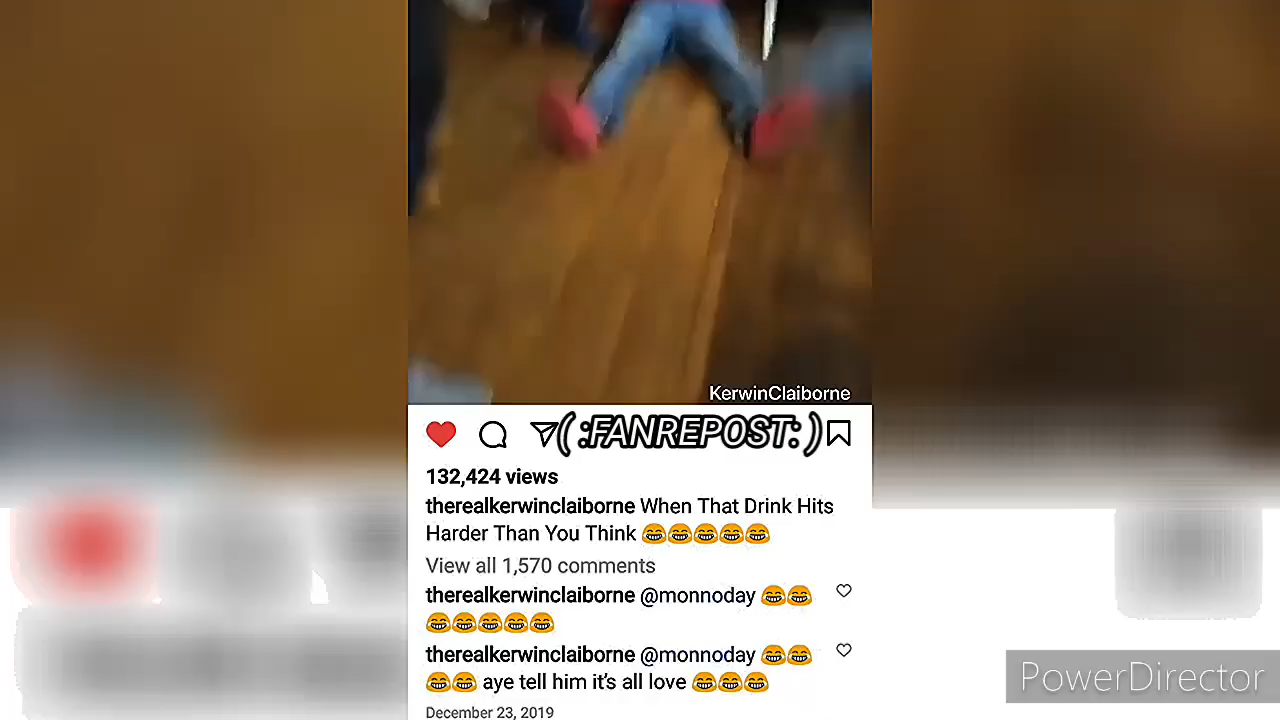 KerwinClaiborne
( :FANREPOST: )
132,424 views
therealkerwinclaiborne When That Drink Hits
Harder Than You Think 😂😂😂😂😂
View all 1,570 comments
therealkerwinclaiborne @monnoday 😂😂
😂😂😂😂😂
therealkerwinclaiborne @monnoday 😂😂
😂😂 aye tell him it’s all love 😂😂😂
December 23, 2019
PowerDirector